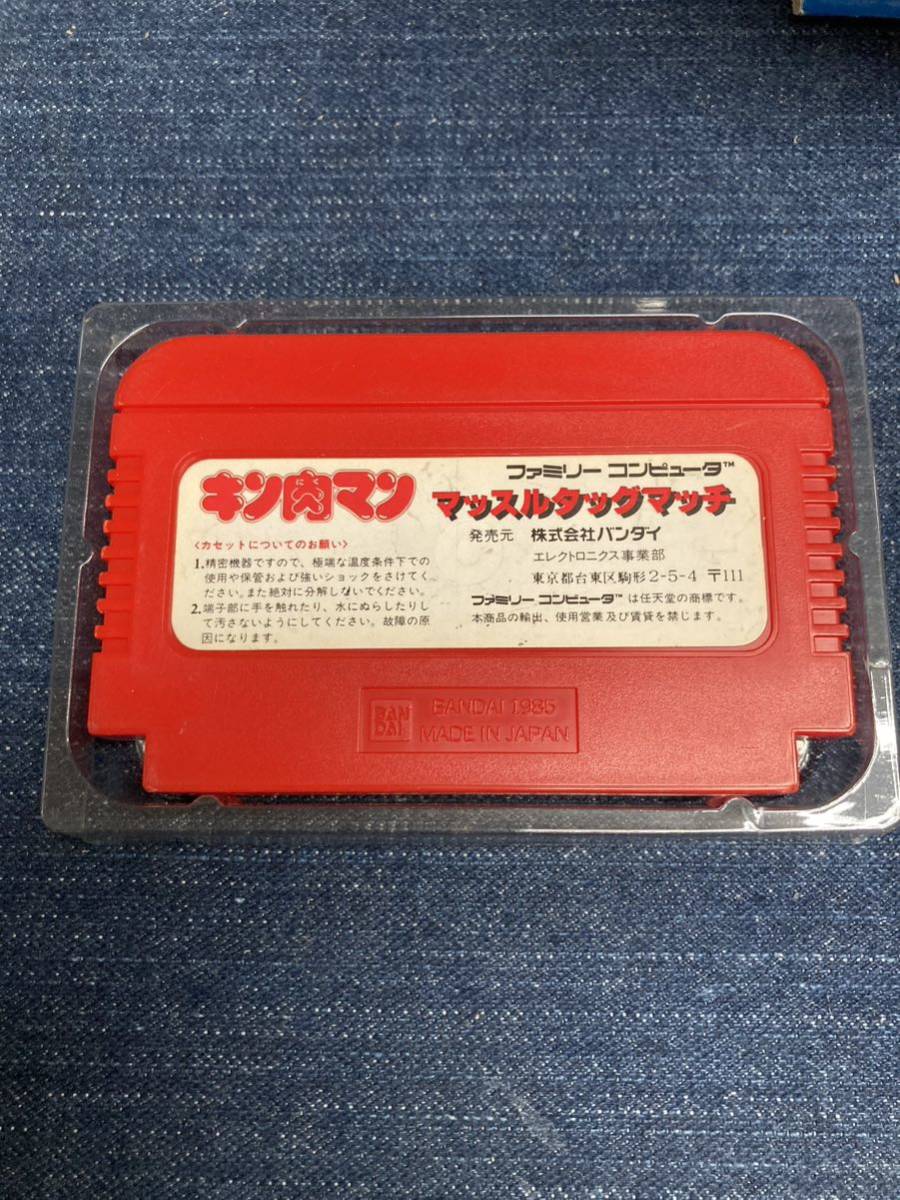 キン肉マン
ファミリー コンピュータ™
マッスルタッグマッチ
発売元 株式会社バンダイ
エレクトロニクス事業部
東京都台東区駒形2-5-4 〒111
ファミリー コンピュータ™ は任天堂の商標です。
本商品の輸出、使用営業及び賃貸を禁じます。
〈カセットについてのお願い〉
1.精密機器ですので、極端な温度条件下での
使用や保管および強いショックをさけてく
ださい。また絶対に分解しないでください。
2.端子部に手を触れたり、水にぬらしたりし
て汚さないようにしてください。故障の原
因になります。
BAN
DAI
BANDAI 1985
MADE IN JAPAN